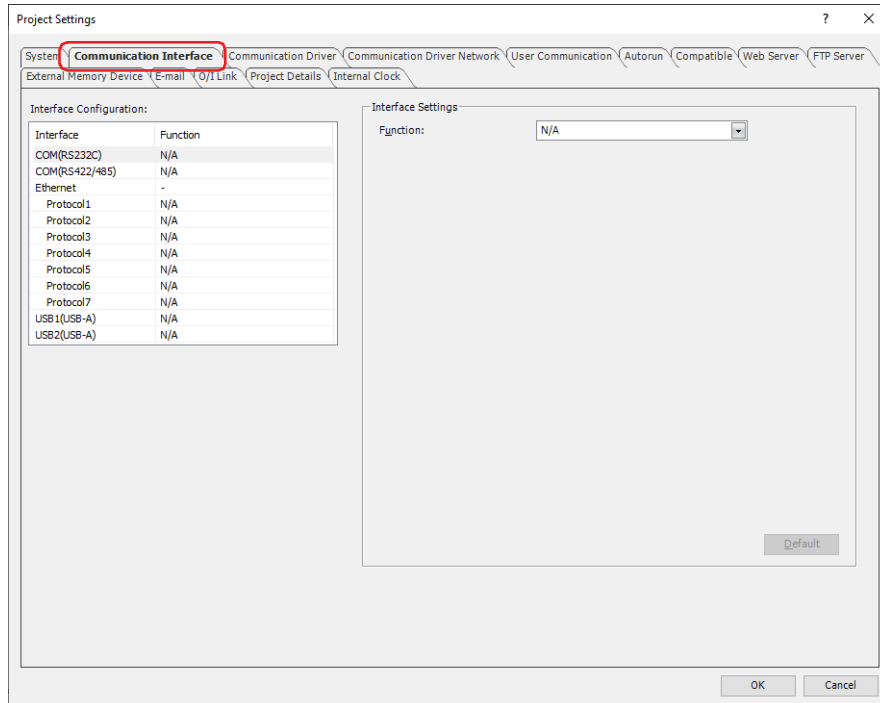 Project Settings ?
System Communication Interface Communication Driver Communication Driver Network User Communication Autorun Compatible Web Server FTP Server
External Memory Device E-mail O/I Link Project Details Internal Clock
Interface Configuration:
Interface Function
COM(RS232C) N/A
COM(RS422/485) N/A
Ethernet -
Protocol1 N/A
Protocol2 N/A
Protocol3 N/A
Protocol4 N/A
Protocol5 N/A
Protocol6 N/A
Protocol7 N/A
USB1(USB-A) N/A
USB2(USB-A) N/A
Interface Settings
Function: N/A
Default
OK Cancel